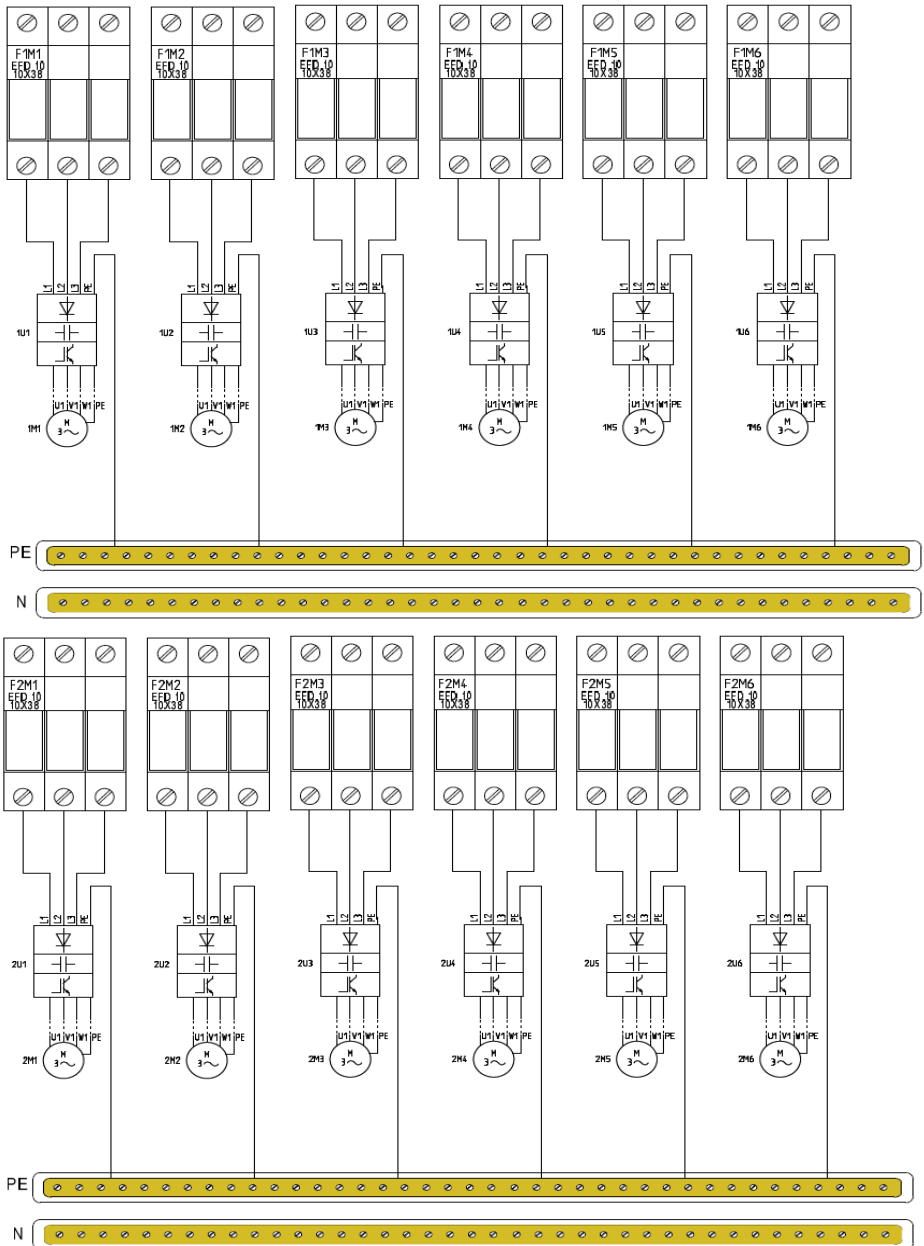 F1M1 F1M2 F1M3 F1M4 F1M5 F1M6
EFD 10 EFD 10 EFD 10 EFD 10 EFD 10 EFD 10
10X38 10X38 10X38 10X38 10X38 10X38
L1 L2 L3 PE L1 L2 L3 PE L1 L2 L3 PE L1 L2 L3 PE L1 L2 L3 PE L1 L2 L3 PE
1U1 1U2 1U3 1U4 1U5 1U6
U1 V1 W1 PE U1 V1 W1 PE U1 V1 W1 PE U1 V1 W1 PE U1 V1 W1 PE U1 V1 W1 PE
M M M M M M
1M1 3~ 1M2 3~ 1M3 3~ 1M4 3~ 1M5 3~ 1M6 3~
PE
N
F2M1 F2M2 F2M3 F2M4 F2M5 F2M6
EFD 10 EFD 10 EFD 10 EFD 10 EFD 10 EFD 10
10X38 10X38 10X38 10X38 10X38 10X38
L1 L2 L3 PE L1 L2 L3 PE L1 L2 L3 PE L1 L2 L3 PE L1 L2 L3 PE L1 L2 L3 PE
2U1 2U2 2U3 2U4 2U5 2U6
U1 V1 W1 PE U1 V1 W1 PE U1 V1 W1 PE U1 V1 W1 PE U1 V1 W1 PE U1 V1 W1 PE
M M M M M M
2M1 3~ 2M2 3~ 2M3 3~ 2M4 3~ 2M5 3~ 2M6 3~
PE
N